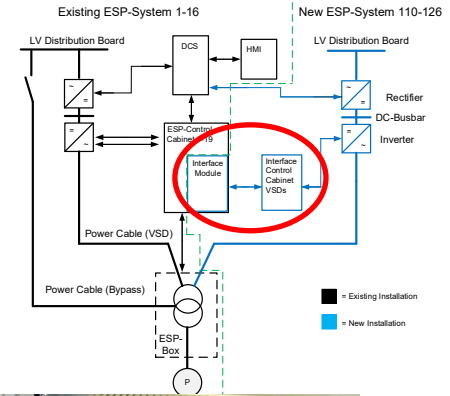 Existing ESP-System 1-16
New ESP-System 110-126
LV Distribution Board
DCS
HMI
LV Distribution Board
~
=
~
=
Rectifier
DC-Busbar
ESP-Control
Cabinet
19
=
~
=
~
Inverter
Interface
Module
Interface
Control
Cabinet
VSDs
Power Cable (VSD)
Power Cable (Bypass)
= Existing Installation
= New Installation
ESP-
Box
P